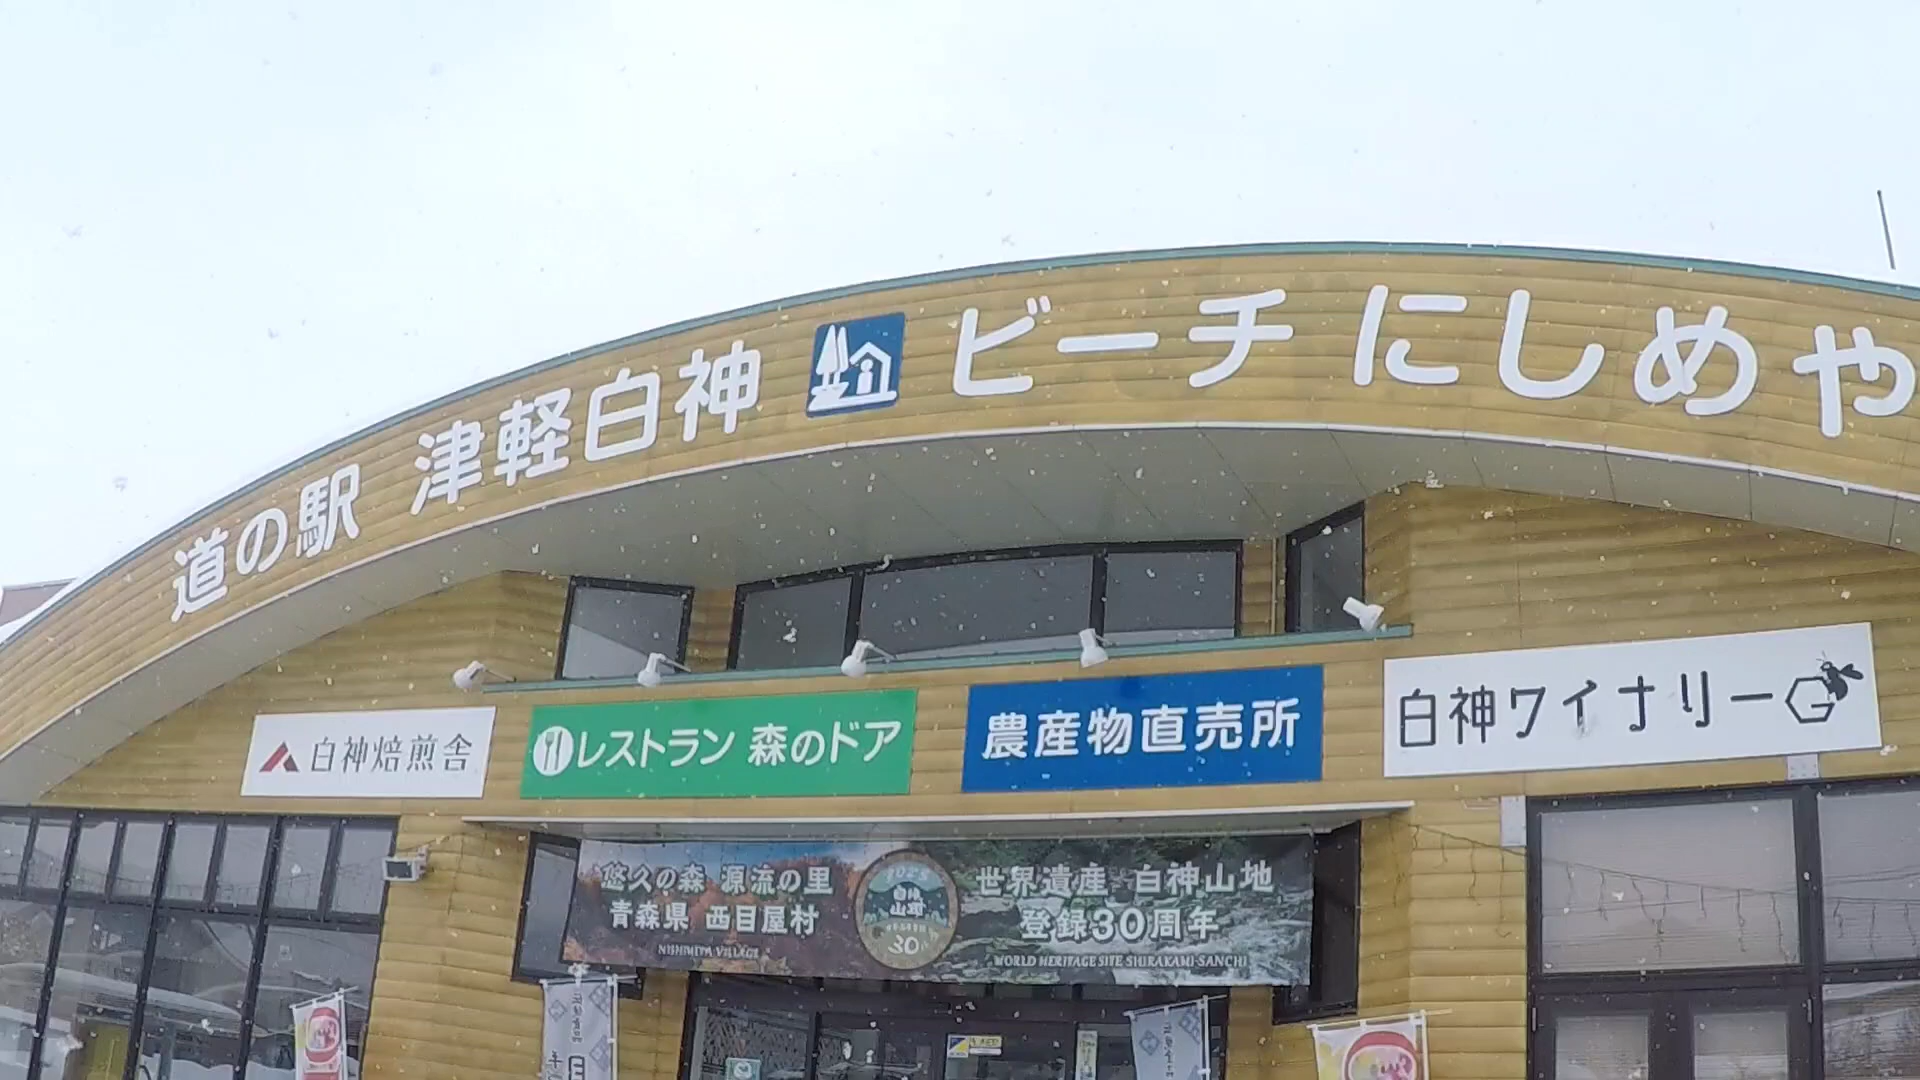 道の駅 津軽白神 ビーチにしめや
白神焙煎舎
レストラン 森のドア
農産物直売所
白神ワイナリー
悠久の森 源流の里
青森県 西目屋村
NISHIMEYA VILLAGE
2023
白神
山地
30
世界遺産 白神山地
登録30周年
WORLD HERITAGE SITE SHIRAKAMI-SANCHI